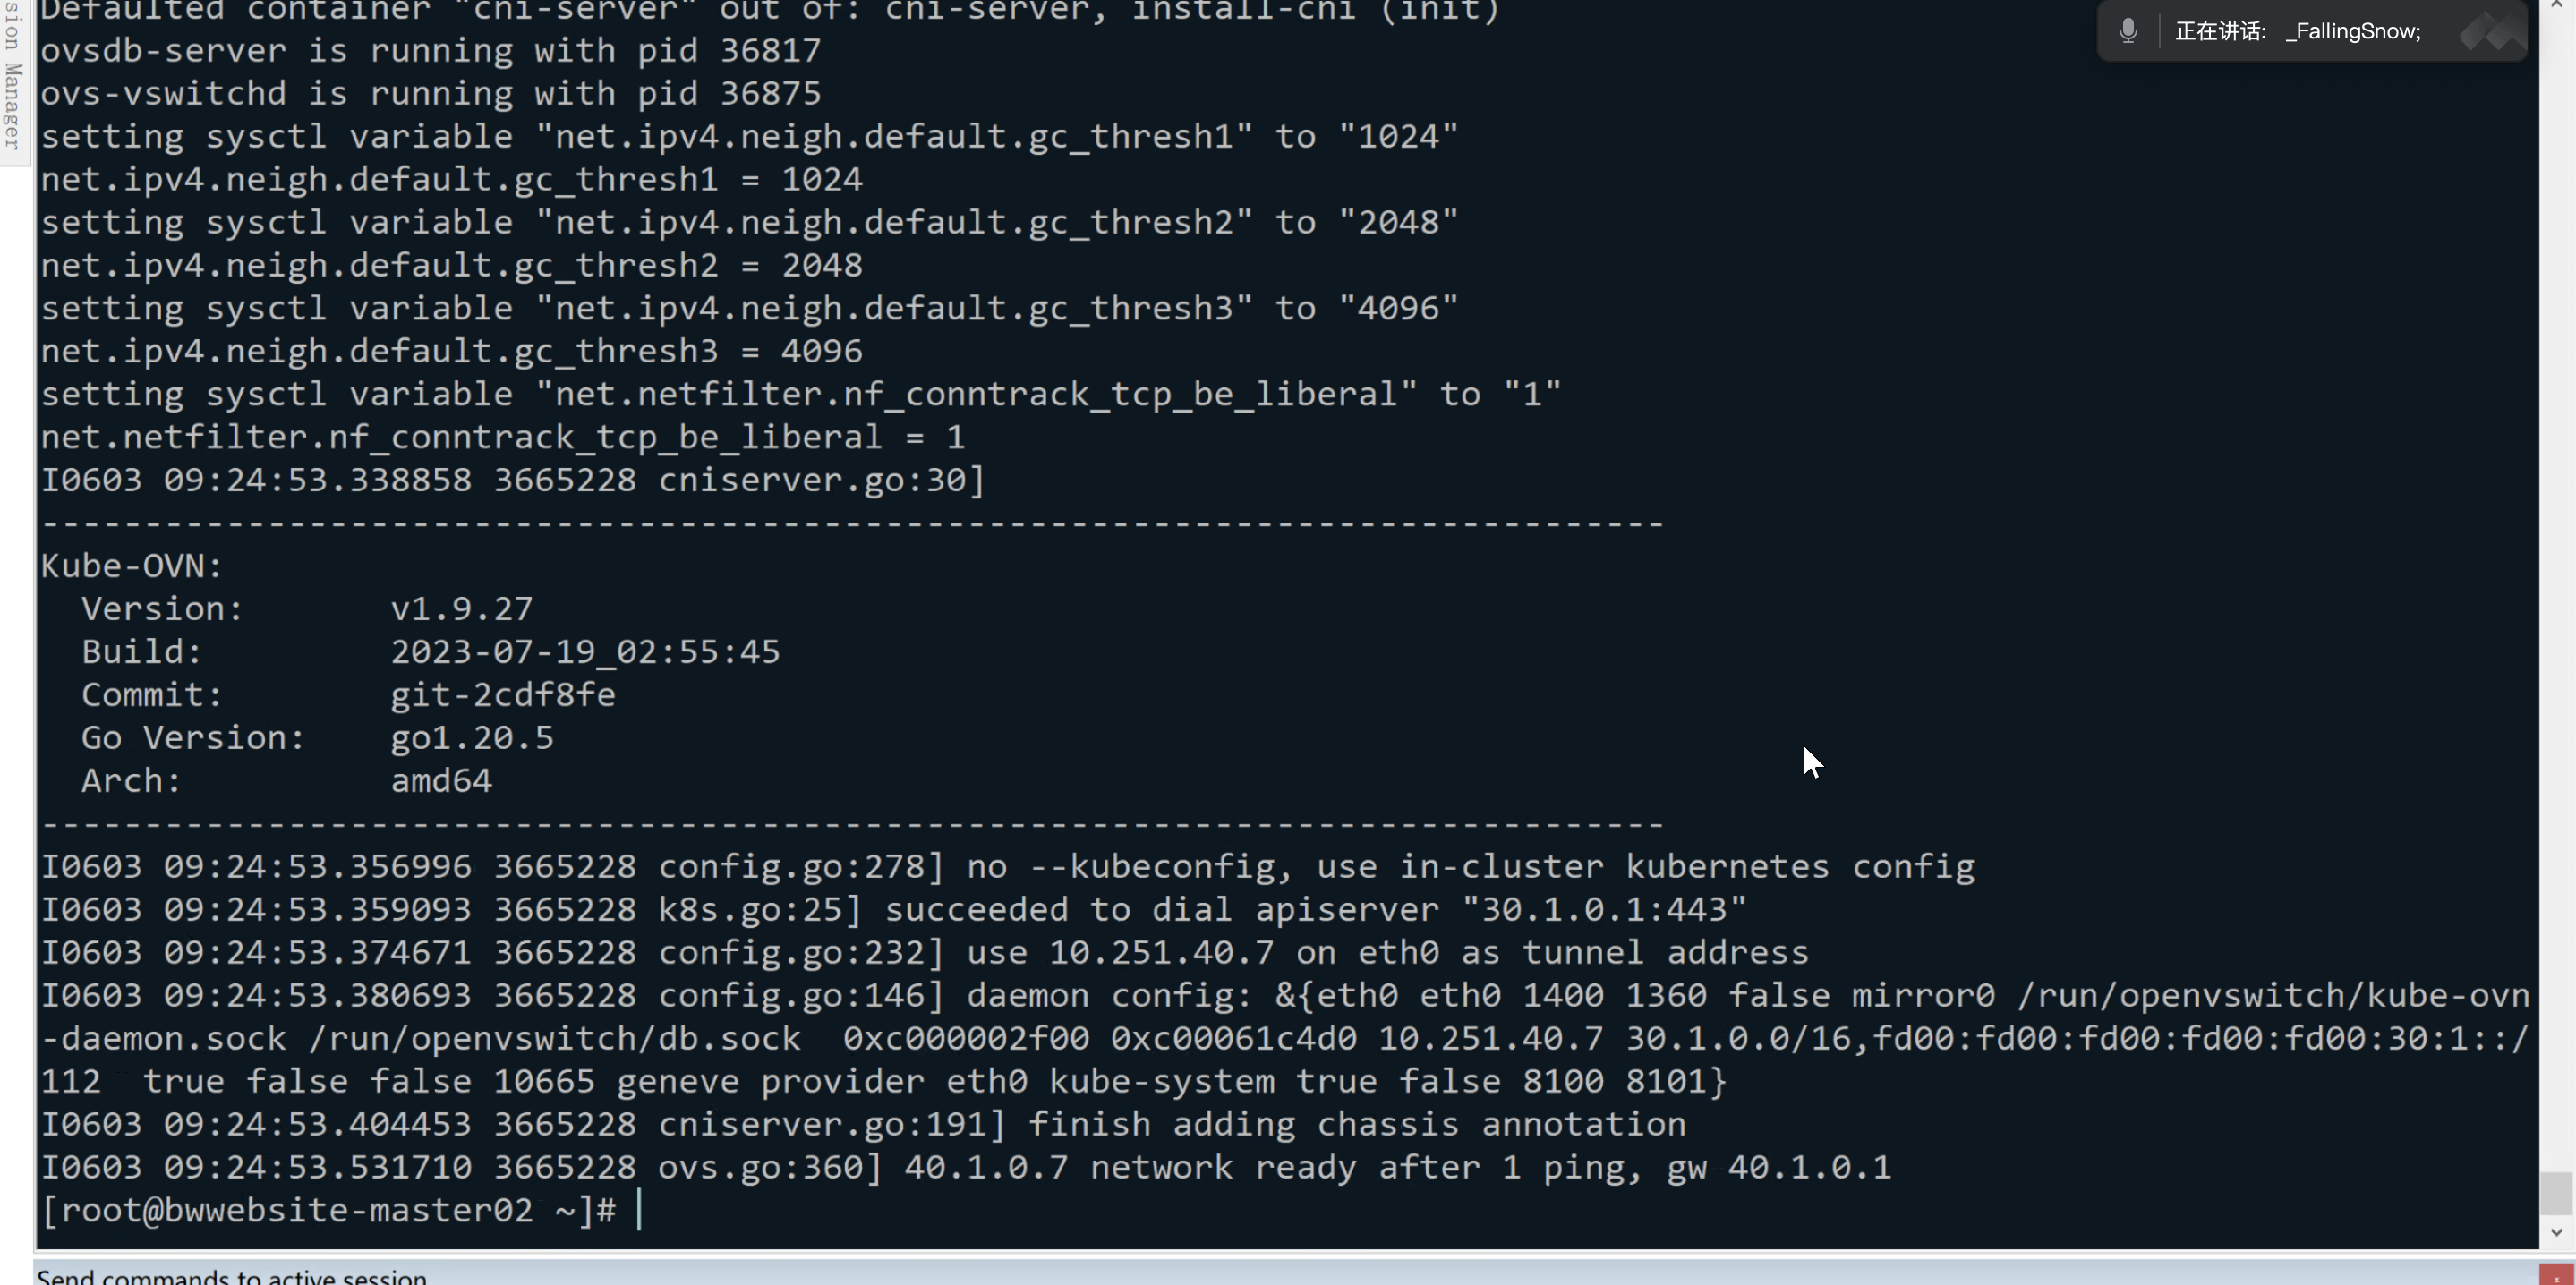 sion Manager
正在讲话: _FallingSnow;
Defaulted container "cni-server" out of: cni-server, install-cni (init)
ovsdb-server is running with pid 36817
ovs-vswitchd is running with pid 36875
setting sysctl variable "net.ipv4.neigh.default.gc_thresh1" to "1024"
net.ipv4.neigh.default.gc_thresh1 = 1024
setting sysctl variable "net.ipv4.neigh.default.gc_thresh2" to "2048"
net.ipv4.neigh.default.gc_thresh2 = 2048
setting sysctl variable "net.ipv4.neigh.default.gc_thresh3" to "4096"
net.ipv4.neigh.default.gc_thresh3 = 4096
setting sysctl variable "net.netfilter.nf_conntrack_tcp_be_liberal" to "1"
net.netfilter.nf_conntrack_tcp_be_liberal = 1
I0603 09:24:53.338858 3665228 cniserver.go:30]
-------------------------------------------------------------------------------
Kube-OVN:
  Version:       v1.9.27
  Build:         2023-07-19_02:55:45
  Commit:        git-2cdf8fe
  Go Version:    go1.20.5
  Arch:          amd64
-------------------------------------------------------------------------------
I0603 09:24:53.356996 3665228 config.go:278] no --kubeconfig, use in-cluster kubernetes config
I0603 09:24:53.359093 3665228 k8s.go:25] succeeded to dial apiserver "30.1.0.1:443"
I0603 09:24:53.374671 3665228 config.go:232] use 10.251.40.7 on eth0 as tunnel address
I0603 09:24:53.380693 3665228 config.go:146] daemon config: &{eth0 eth0 1400 1360 false mirror0 /run/openvswitch/kube-ovn
-daemon.sock /run/openvswitch/db.sock  0xc000002f00 0xc00061c4d0 10.251.40.7 30.1.0.0/16,fd00:fd00:fd00:fd00:fd00:30:1::/
112  true false false 10665 geneve provider eth0 kube-system true false 8100 8101}
I0603 09:24:53.404453 3665228 cniserver.go:191] finish adding chassis annotation
I0603 09:24:53.531710 3665228 ovs.go:360] 40.1.0.7 network ready after 1 ping, gw 40.1.0.1
[root@bwwebsite-master02 ~]#
Send commands to active session